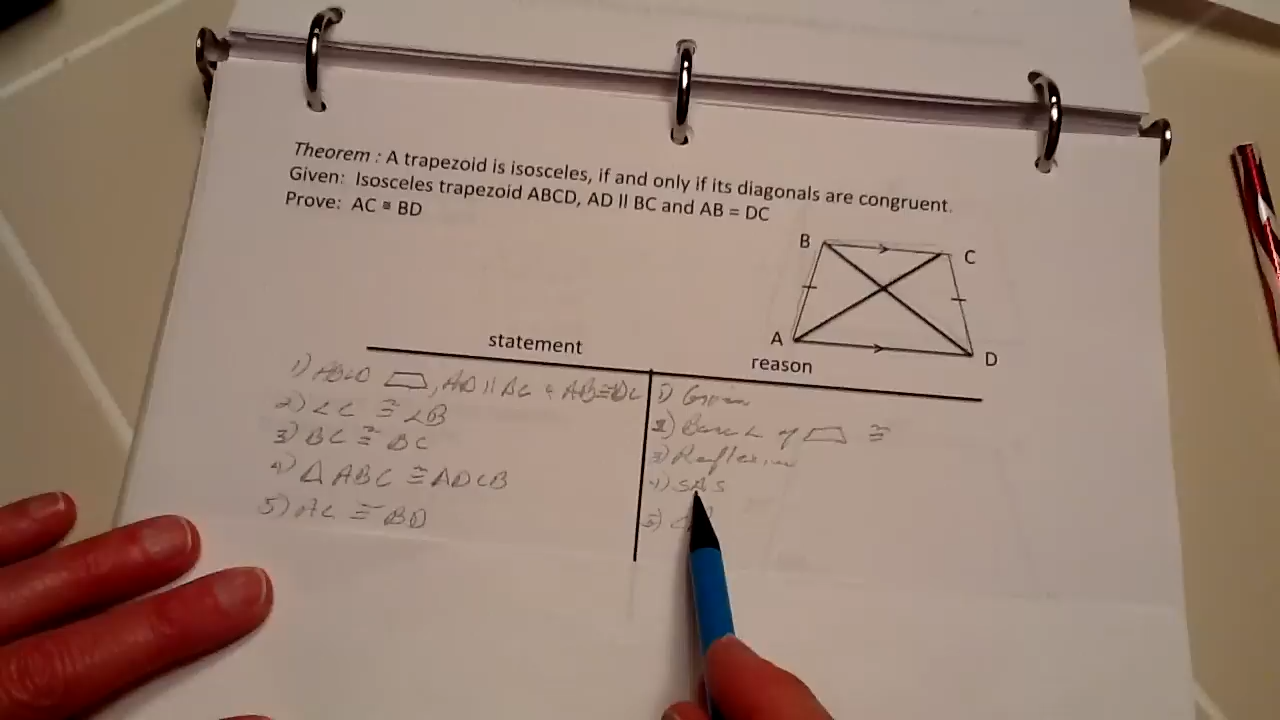 Theorem : A trapezoid is isosceles, if and only if its diagonals are congruent.
Given: Isosceles trapezoid ABCD, AD || BC and AB = DC
Prove: AC ≅ BD
B
C
A
D
statement
reason
1) ABCD ⏢, AD || BC & AB ≅ DC
1) Given
2) ∠C ≅ ∠B
2) Base ∠ of ⏢ ≅
3) BC ≅ BC
3) Reflexive
4) △ABC ≅ △DCB
4) SAS
5) AC ≅ BD
5)